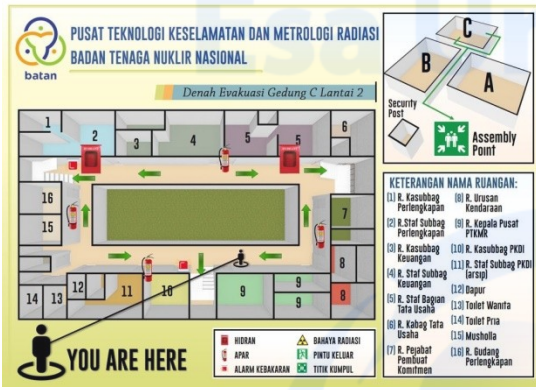 batan
PUSAT TEKNOLOGI KESELAMATAN DAN METROLOGI RADIASI
BADAN TENAGA NUKLIR NASIONAL
Denah Evakuasi Gedung C Lantai 2
1
2
3
4
5
5
6
16
15
7
8
14
13
12
11
10
9
9
9
8
YOU ARE HERE
HIDRAN
APAR
ALARM KEBAKARAN
BAHAYA RADIASI
PINTU KELUAR
TITIK KUMPUL
C
B
A
Security
Post
Assembly
Point
KETERANGAN NAMA RUANGAN:
[1] R. Kasubbag
Perlengkapan
[2] R.Staf Subbag
Perlengkapan
[3] R. Kasubbag
Keuangan
[4] R. Staf Subbag
Keuangan
[5] R. Staf Bagian
Tata Usaha
[6] R. Kabag Tata
Usaha
[7] R. Pejabat
Pembuat
Komitmen
[8] R. Urusan
Kendaraan
[9] R. Kepala Pusat
PTKMR
[10] R. Kasubbag PKDI
[11] R. Staf Subbag PKDI
(arsip)
[12] Dapur
[13] Toilet Wanita
[14] Toilet Pria
[15] Musholla
[16] R. Gudang
Perlengkapan